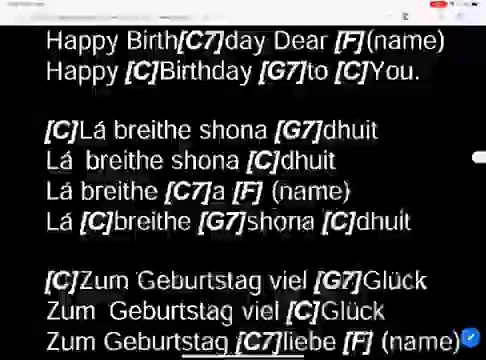 Happy Birth[C7]day Dear [F](name)
Happy [C]Birthday [G7]to [C]You.
[C]Lá breithe shona [G7]dhuit
Lá breithe shona [C]dhuit
Lá breithe [C7]a [F] (name)
Lá [C]breithe [G7]shona [C]dhuit
[C]Zum Geburtstag viel [G7]Glück
Zum Geburtstag viel [C]Glück
Zum Geburtstag [C7]liebe [F] (name)